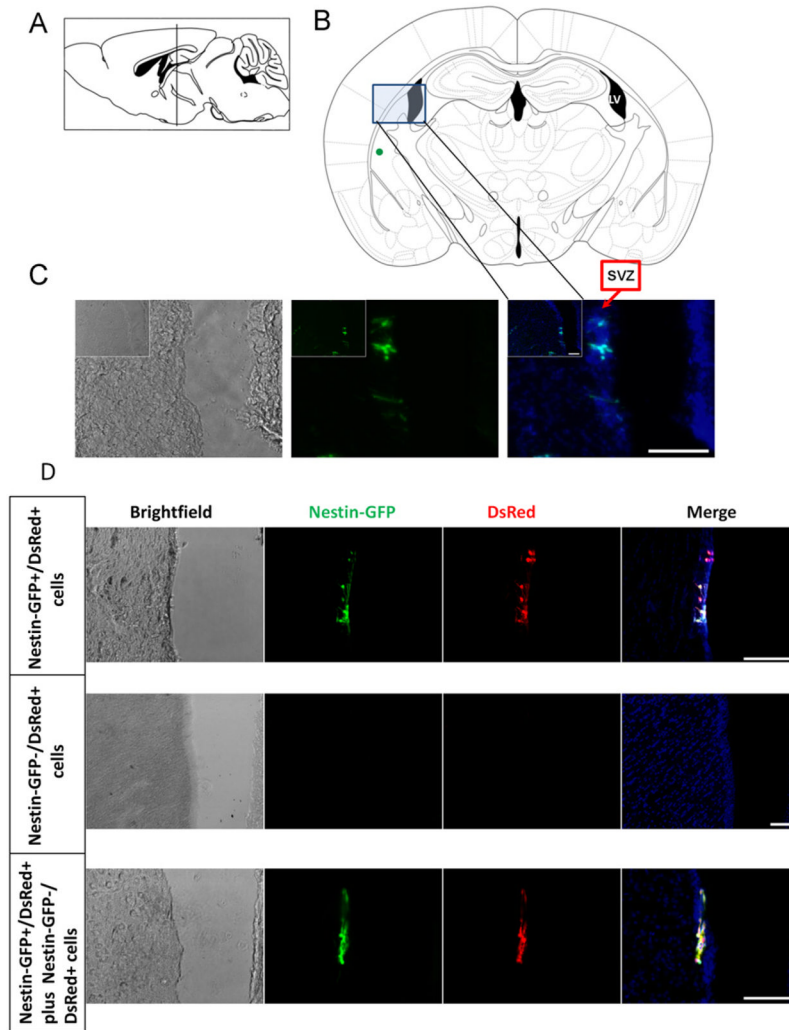 A
B
LV
C
SVZ
D
Brightfield
Nestin-GFP
DsRed
Merge
Nestin-GFP+/DsRed+
cells
Nestin-GFP-/DsRed+
cells
Nestin-GFP+/DsRed+
plus Nestin-GFP-/
DsRed+ cells